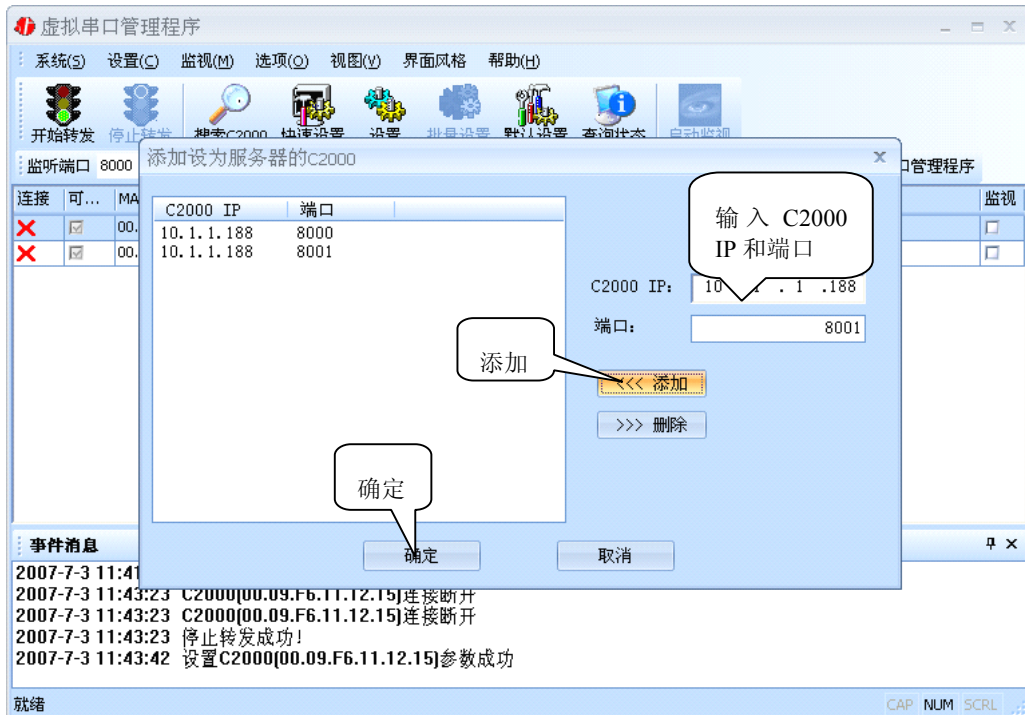 虚拟串口管理程序
系统(S) 设置(C) 监视(M) 选项(O) 视图(V) 界面风格 帮助(H)
开始转发 停止转发 搜索C2000 快速设置 设置 批量设置 默认设置 查询状态 启动监视
监听端口 8000 口管理程序
添加设为服务器的C2000
连接 可... MA 监视
00.
00.
C2000 IP 端口
10.1.1.188 8000
10.1.1.188 8001
输入 C2000
IP 和端口
C2000 IP: 10 . 1 . 1 .188
端口: 8001
添加
<<< 添加
>>> 删除
确定
确定 取消
事件消息
2007-7-3 11:41
2007-7-3 11:43:23 C2000(00.09.F6.11.12.15)连接断开
2007-7-3 11:43:23 C2000(00.09.F6.11.12.15)连接断开
2007-7-3 11:43:23 停止转发成功!
2007-7-3 11:43:42 设置C2000(00.09.F6.11.12.15)参数成功
就绪 CAP NUM SCRL